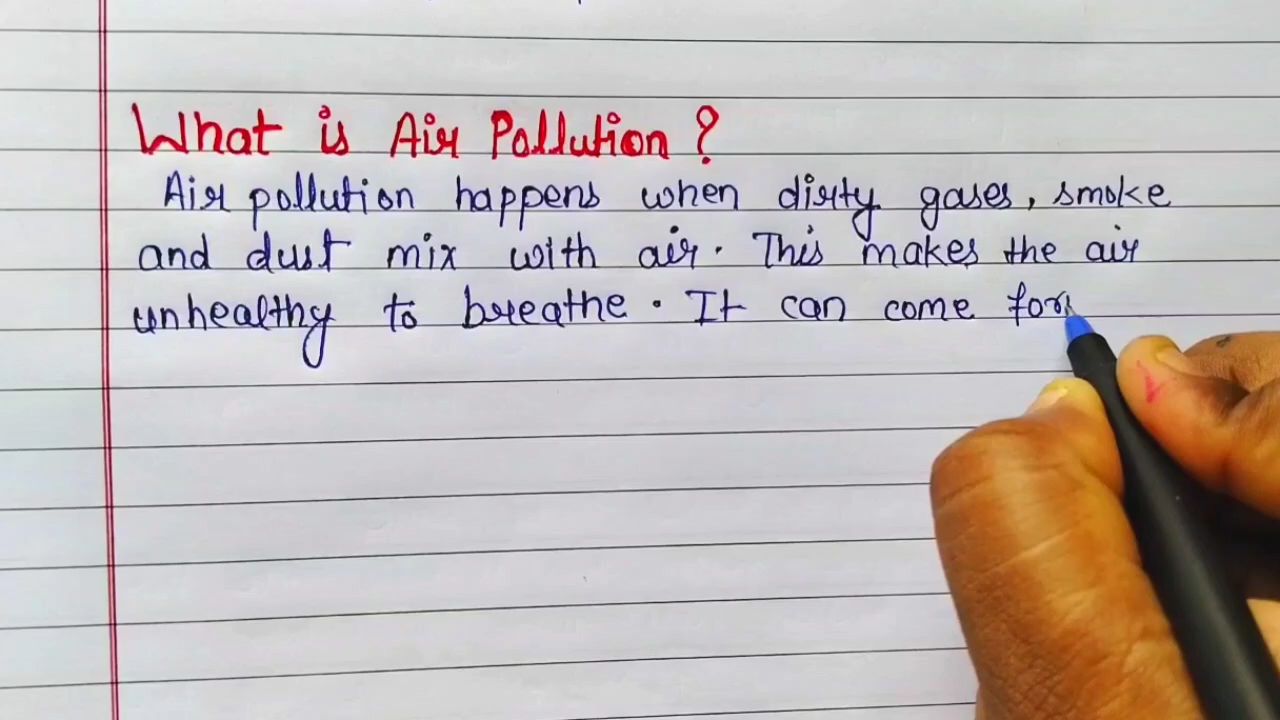 What is Air Pollution ?
Air pollution happens when dirty gases, smoke
and dust mix with air. This makes the air
unhealthy to breathe. It can come for